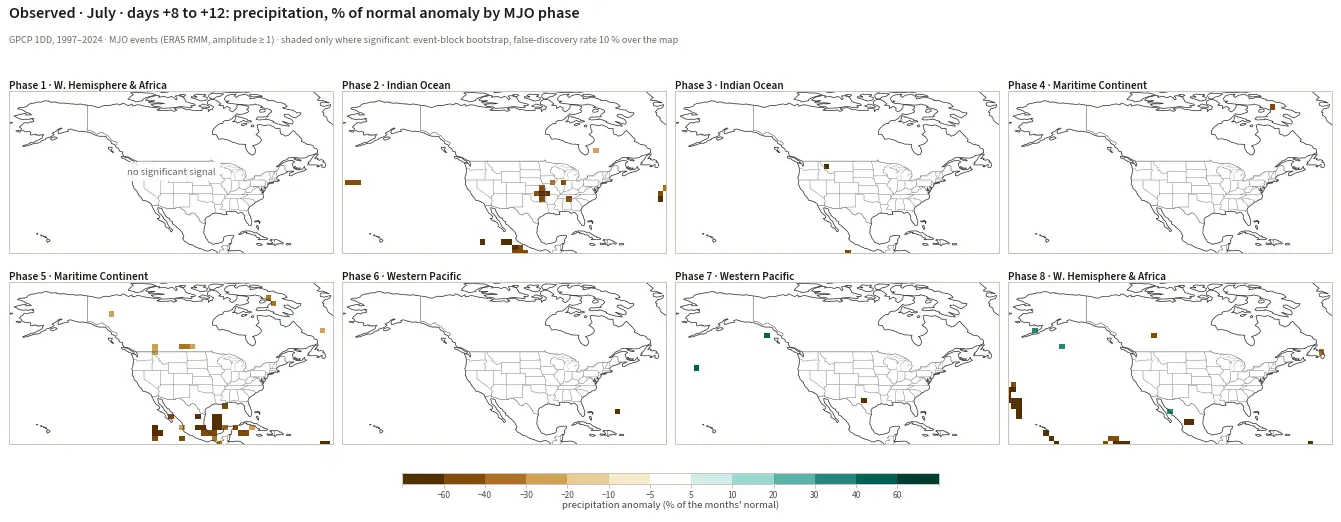 Observed · July · days +8 to +12: precipitation, % of normal anomaly by MJO phase
GPCP 1DD, 1997–2024 · MJO events (ERA5 RMM, amplitude ≥ 1) · shaded only where significant: event-block bootstrap, false-discovery rate 10 % over the map
Phase 1 · W. Hemisphere & Africa
Phase 2 · Indian Ocean
Phase 3 · Indian Ocean
Phase 4 · Maritime Continent
no significant signal
Phase 5 · Maritime Continent
Phase 6 · Western Pacific
Phase 7 · Western Pacific
Phase 8 · W. Hemisphere & Africa
−60 −40 −30 −20 −10 −5 5 10 20 30 40 60
precipitation anomaly (% of the months' normal)